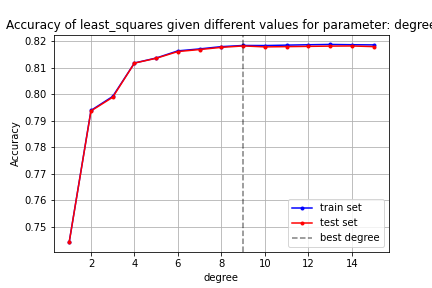 Accuracy of least_squares given different values for parameter: degree
0.82
0.81
0.80
0.79
0.78
0.77
0.76
0.75
Accuracy
train set
test set
best degree
2 4 6 8 10 12 14
degree